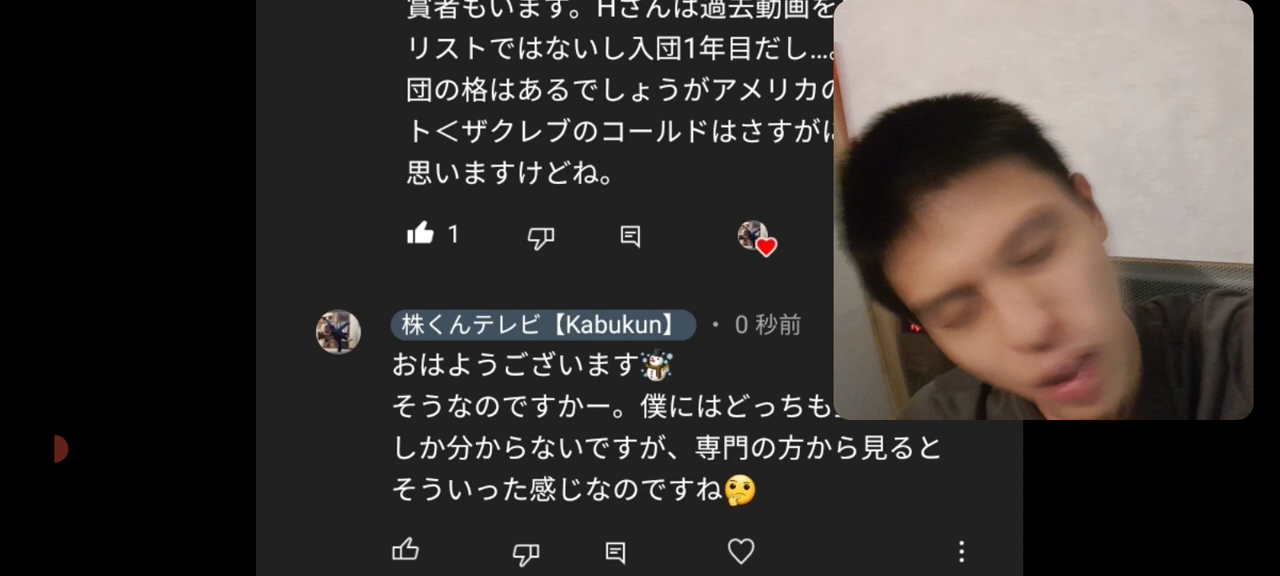 賞者もいます。Hさんは過去動画を
リストではないし入団1年目だし…
団の格はあるでしょうがアメリカの
ト＜ザクレブのコールドはさすがに
思いますけどね。
1
株くんテレビ【Kabukun】 ・ 0 秒前
おはようございます☃️
そうなのですかー。僕にはどっちも
しか分からないですが、専門の方から見ると
そういった感じなのですね🤔